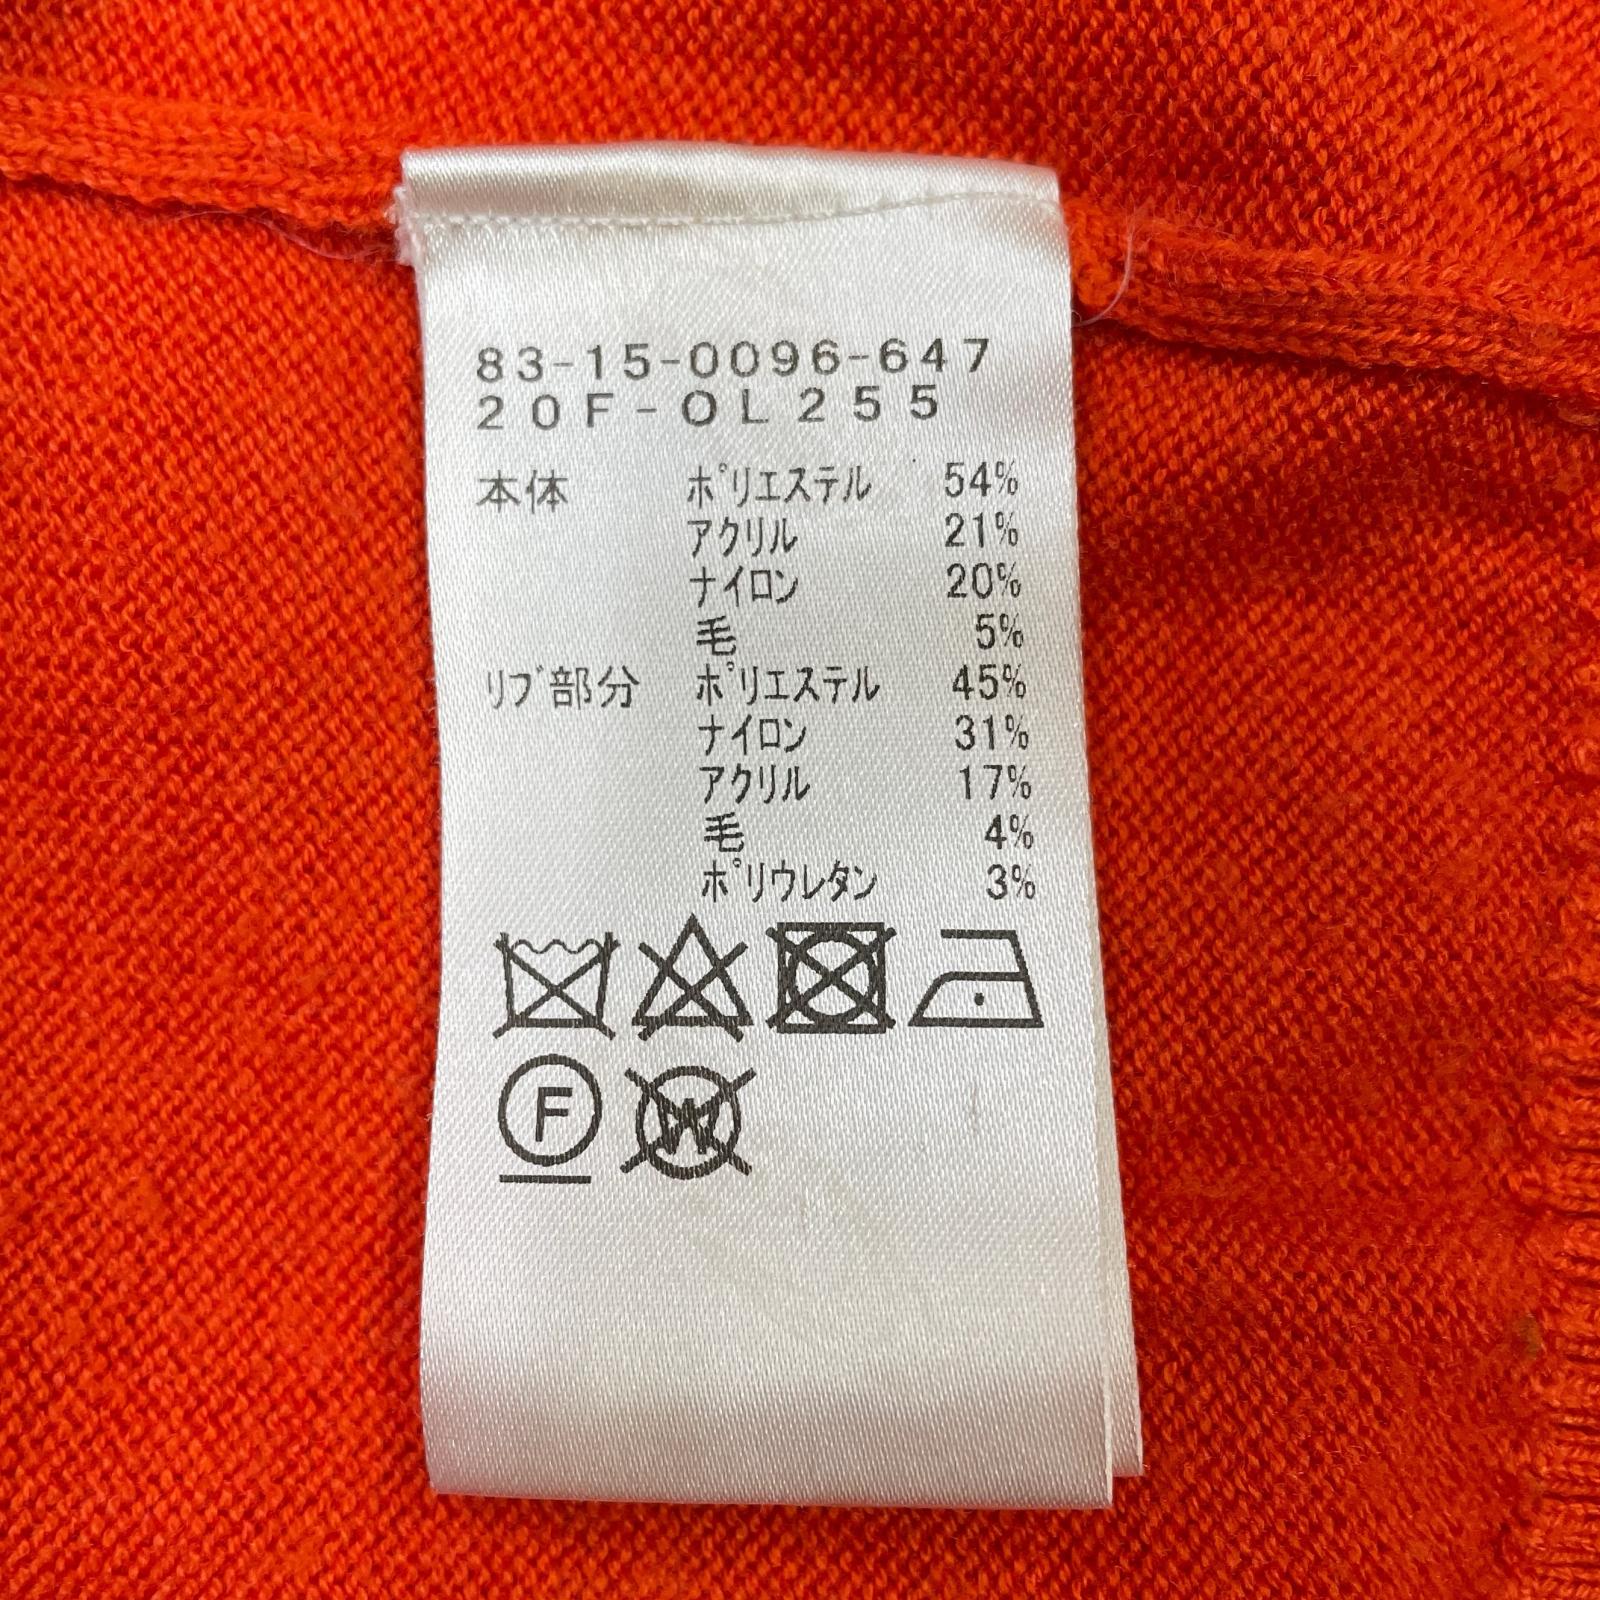 83-15-0096-647
20F-OL255
本体 ポリエステル 54%
アクリル 21%
ナイロン 20%
毛 5%
リブ部分 ポリエステル 45%
ナイロン 31%
アクリル 17%
毛 4%
ポリウレタン 3%
F W